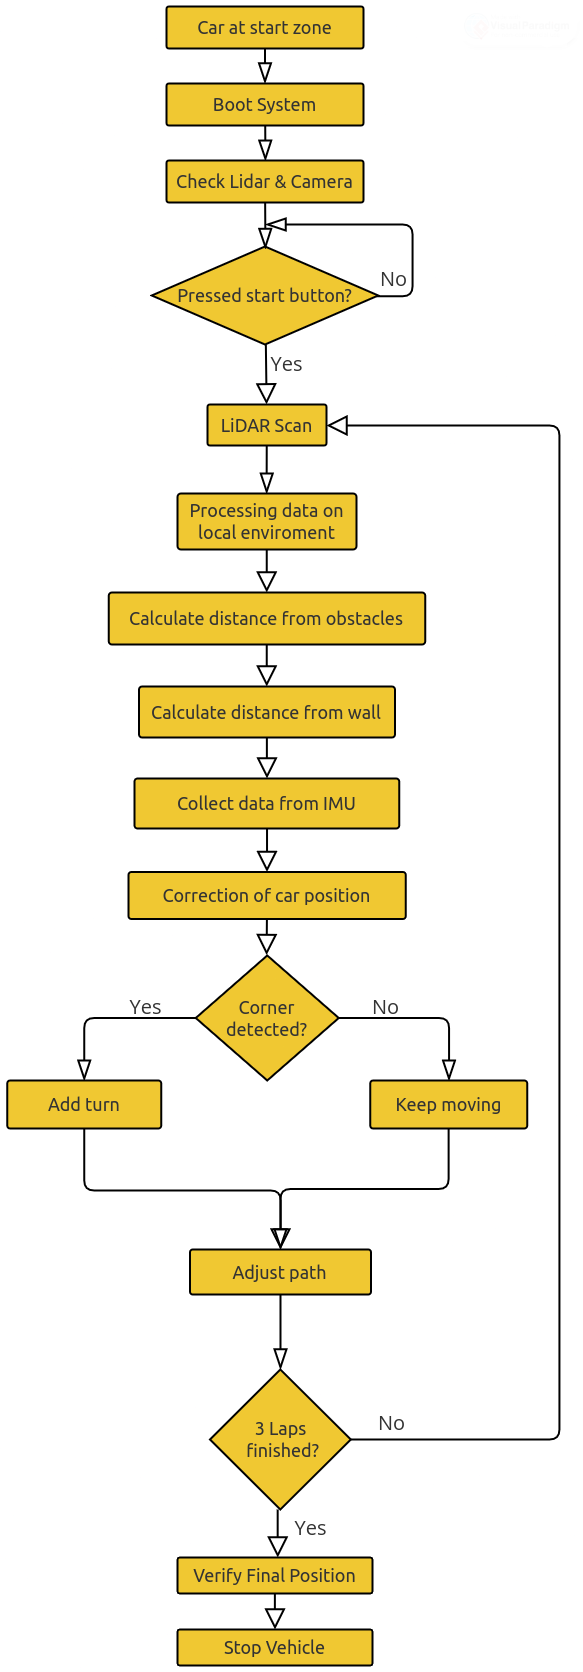 Car at start zone
Boot System
Check Lidar & Camera
No
Pressed start button?
Yes
LiDAR Scan
Processing data on
local enviroment
Calculate distance from obstacles
Calculate distance from wall
Collect data from IMU
Correction of car position
Yes
Corner
detected?
No
Add turn
Keep moving
Adjust path
3 Laps
finished?
No
Yes
Verify Final Position
Stop Vehicle